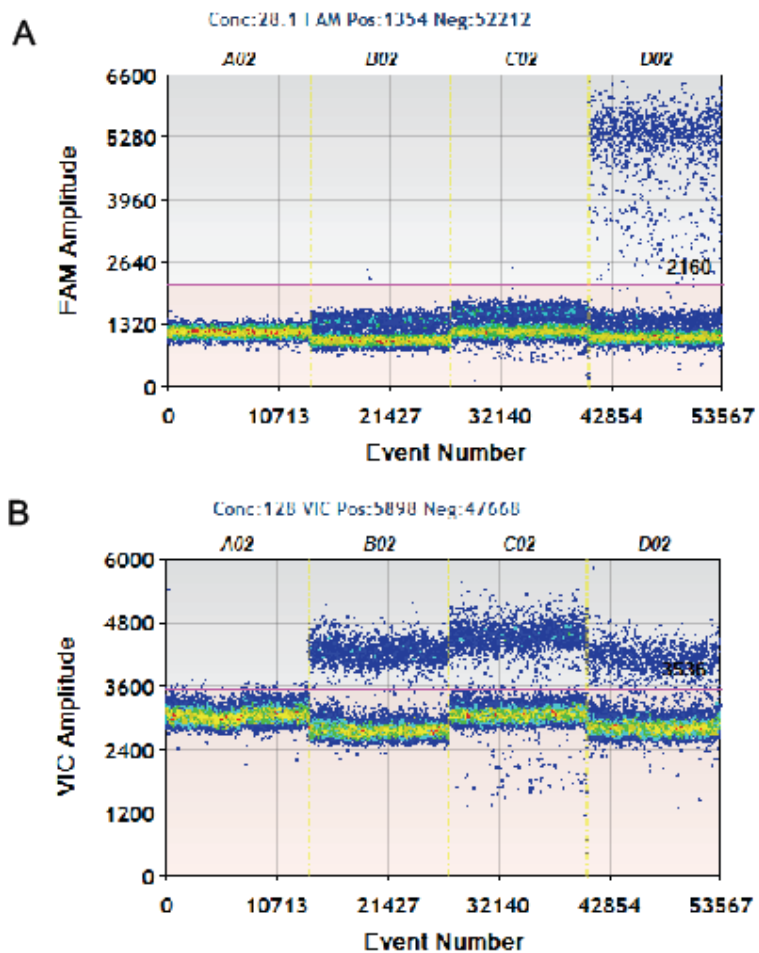 A
Conc:28.1 FAM Pos:1354 Neg:52212
A02 B02 C02 D02
6600
5280
3960
2640
2160
1320
0
FAM Amplitude
0 10713 21427 32140 42854 53567
Event Number
B
Conc:128 VIC Pos:5898 Neg:47668
A02 B02 C02 D02
6000
4800
3600
3536
2400
1200
0
VIC Amplitude
0 10713 21427 32140 42854 53567
Event Number